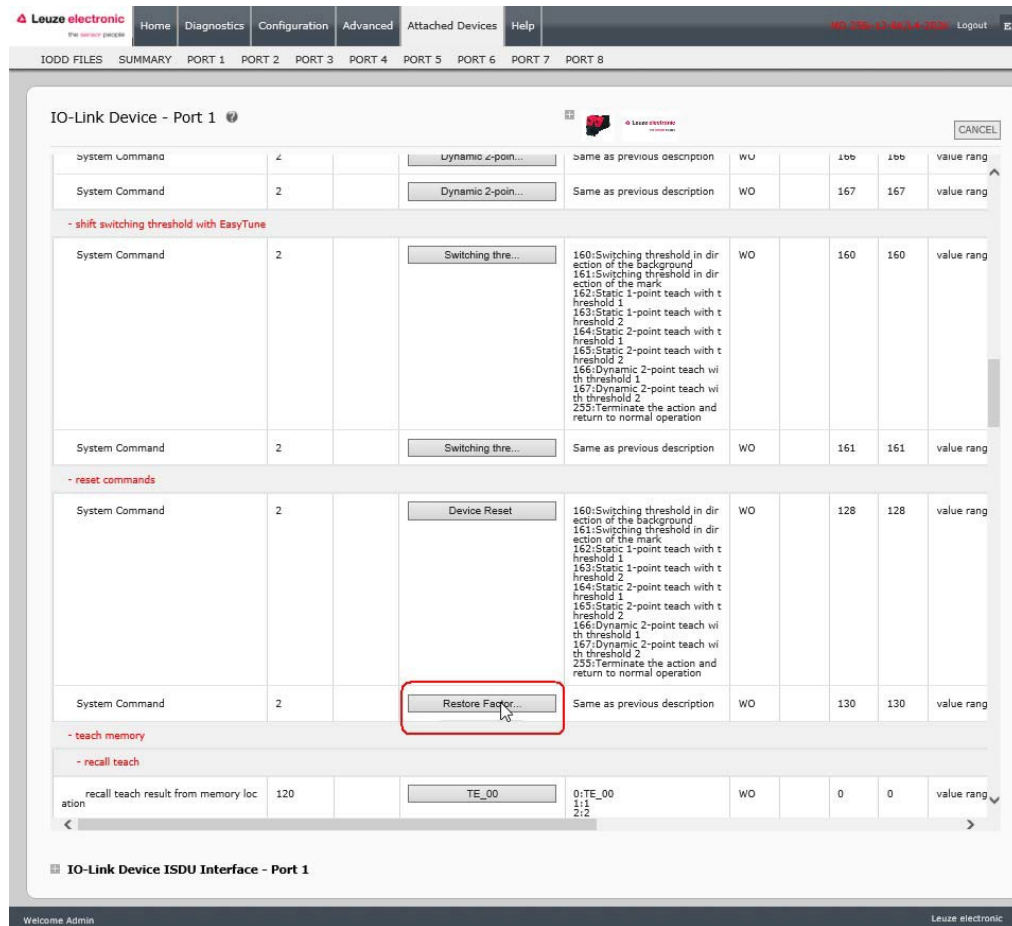 Leuze electronic
the sensor people
Home Diagnostics Configuration Advanced Attached Devices Help Logout E
IODD FILES SUMMARY PORT 1 PORT 2 PORT 3 PORT 4 PORT 5 PORT 6 PORT 7 PORT 8
IO-Link Device - Port 1
Leuze electronic
CANCEL
System Command 2 Dynamic 2-poin... Same as previous description WO 166 166 value rang
System Command 2 Dynamic 2-poin... Same as previous description WO 167 167 value rang
- shift switching threshold with EasyTune
System Command 2 Switching thre... 160:Switching threshold in dir WO 160 160 value rang
ection of the background
161:Switching threshold in dir
ection of the mark
162:Static 1-point teach with t
hreshold 1
163:Static 1-point teach with t
hreshold 2
164:Static 2-point teach with t
hreshold 1
165:Static 2-point teach with t
hreshold 2
166:Dynamic 2-point teach wi
th threshold 1
167:Dynamic 2-point teach wi
th threshold 2
255:Terminate the action and
return to normal operation
System Command 2 Switching thre... Same as previous description WO 161 161 value rang
- reset commands
System Command 2 Device Reset 160:Switching threshold in dir WO 128 128 value rang
ection of the background
161:Switching threshold in dir
ection of the mark
162:Static 1-point teach with t
hreshold 1
163:Static 1-point teach with t
hreshold 2
164:Static 2-point teach with t
hreshold 1
165:Static 2-point teach with t
hreshold 2
166:Dynamic 2-point teach wi
th threshold 1
167:Dynamic 2-point teach wi
th threshold 2
255:Terminate the action and
return to normal operation
System Command 2 Restore Factor... Same as previous description WO 130 130 value rang
- teach memory
- recall teach
recall teach result from memory loc 120 TE_00 0:TE_00 WO 0 0 value rang
ation 1:1
2:2
IO-Link Device ISDU Interface - Port 1
Welcome Admin Leuze electronic